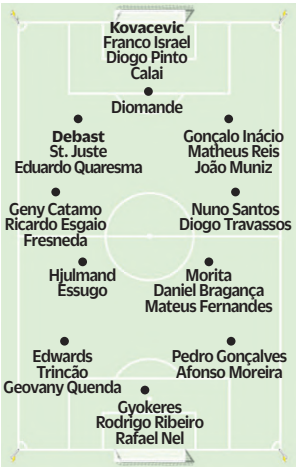 Kovacevic
Franco Israel
Diogo Pinto
Calai
Diomande
Debast
St. Juste
Eduardo Quaresma
Gonçalo Inácio
Matheus Reis
João Muniz
Geny Catamo
Ricardo Esgaio
Fresneda
Nuno Santos
Diogo Travassos
Hjulmand
Essugo
Morita
Daniel Bragança
Mateus Fernandes
Edwards
Trincão
Geovany Quenda
Pedro Gonçalves
Afonso Moreira
Gyokeres
Rodrigo Ribeiro
Rafael Nel